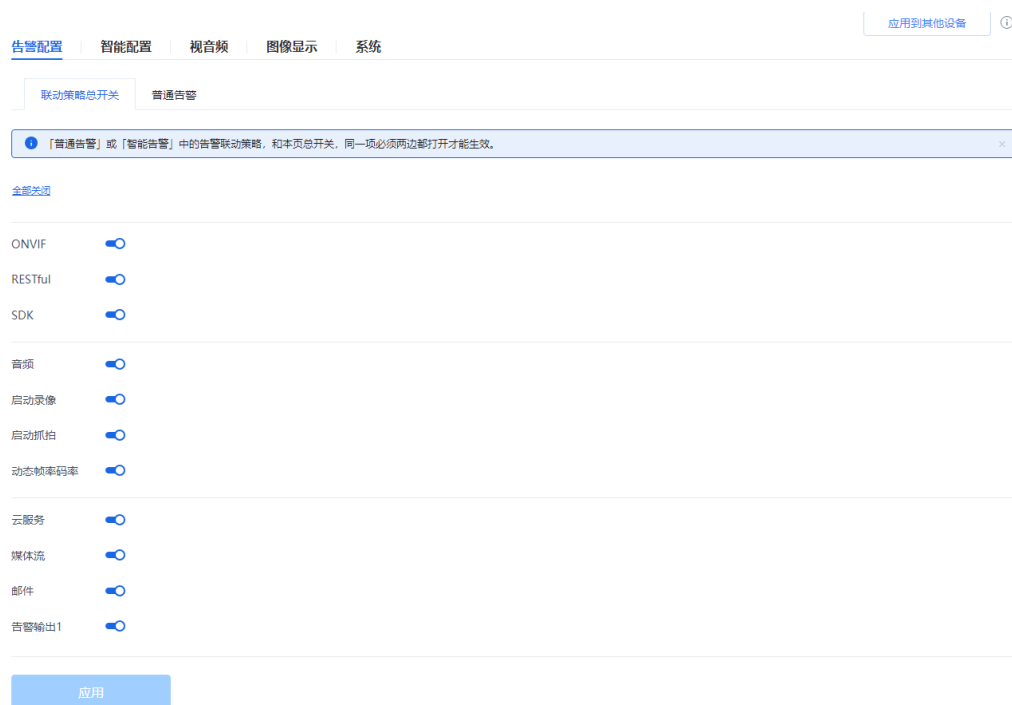 应用到其他设备
告警配置 智能配置 视音频 图像显示 系统
联动策略总开关 普通告警
「普通告警」或「智能告警」中的告警联动策略，和本页总开关，同一项必须两边都打开才能生效。
全部关闭
ONVIF
RESTful
SDK
音频
启动录像
启动抓拍
动态帧率码率
云服务
媒体流
邮件
告警输出1
应用